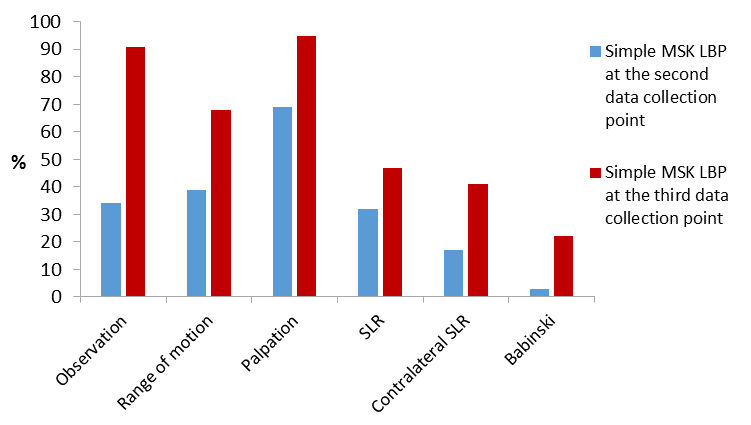 100
90
80
70
60
50
40
30
20
10
0
%
Observation
Range of motion
Palpation
SLR
Contralateral SLR
Babinski
Simple MSK LBP
at the second
data collection
point
Simple MSK LBP
at the third data
collection point